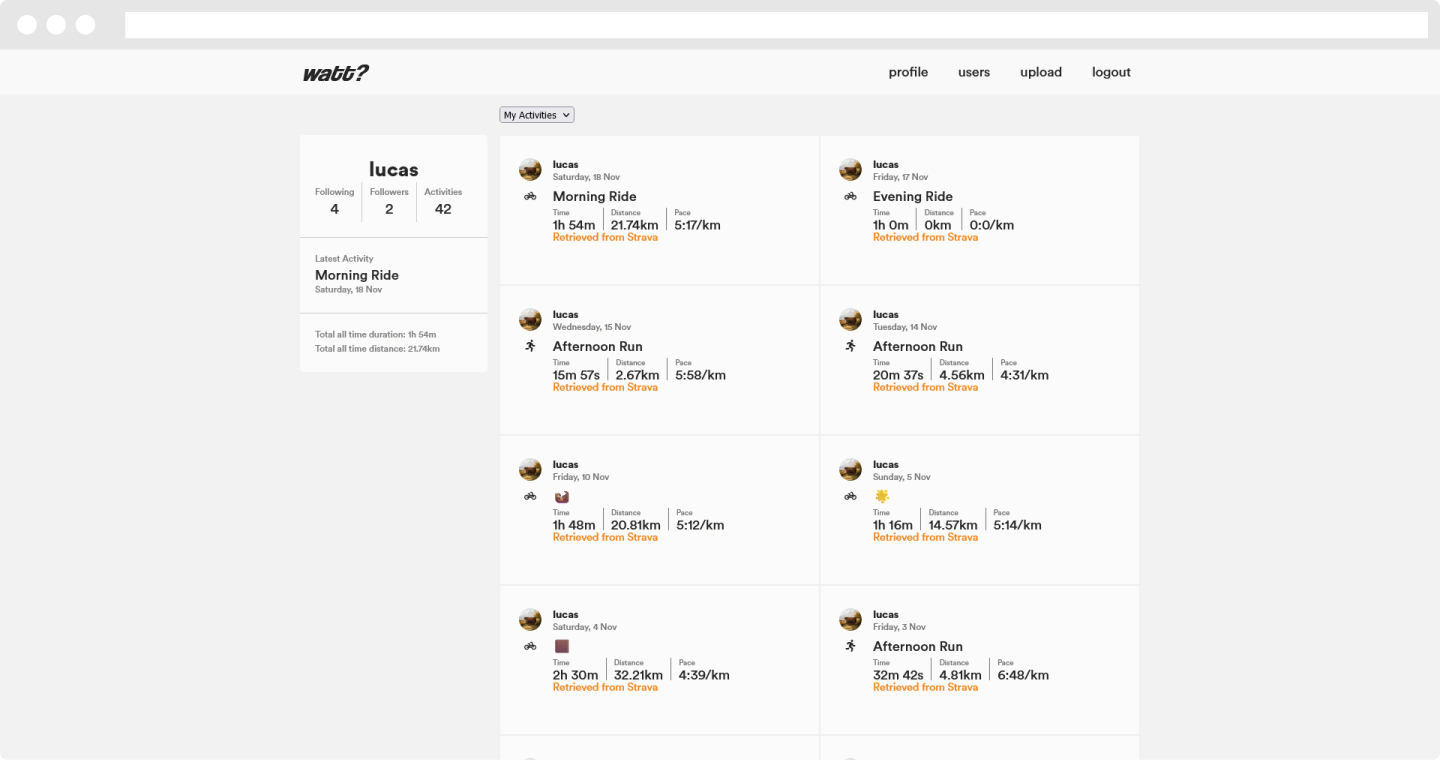 watt?
profile users upload logout
My Activities
lucas
Following Followers Activities
4 2 42
Latest Activity
Morning Ride
Saturday, 18 Nov
Total all time duration: 1h 54m
Total all time distance: 21.74km
lucas
Saturday, 18 Nov
Morning Ride
Time Distance Pace
1h 54m 21.74km 5:17/km
Retrieved from Strava
lucas
Friday, 17 Nov
Evening Ride
Time Distance Pace
1h 0m 0km 0:0/km
Retrieved from Strava
lucas
Wednesday, 15 Nov
Afternoon Run
Time Distance Pace
15m 57s 2.67km 5:58/km
Retrieved from Strava
lucas
Tuesday, 14 Nov
Afternoon Run
Time Distance Pace
20m 37s 4.56km 4:31/km
Retrieved from Strava
lucas
Friday, 10 Nov
Time Distance Pace
1h 48m 20.81km 5:12/km
Retrieved from Strava
lucas
Sunday, 5 Nov
Time Distance Pace
1h 16m 14.57km 5:14/km
Retrieved from Strava
lucas
Saturday, 4 Nov
Time Distance Pace
2h 30m 32.21km 4:39/km
Retrieved from Strava
lucas
Friday, 3 Nov
Afternoon Run
Time Distance Pace
32m 42s 4.81km 6:48/km
Retrieved from Strava